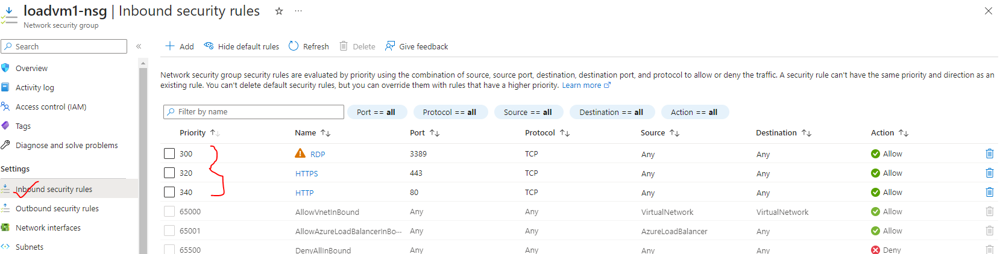 loadvm1-nsg | Inbound security rules ☆ ···
Network security group
Search «
Overview
Activity log
Access control (IAM)
Tags
Diagnose and solve problems
Settings
Inbound security rules
Outbound security rules
Network interfaces
Subnets
Add Hide default rules Refresh Delete Give feedback
Network security group security rules are evaluated by priority using the combination of source, source port, destination, destination port, and protocol to allow or deny the traffic. A security rule can't have the same priority and direction as an
existing rule. You can't delete default security rules, but you can override them with rules that have a higher priority. Learn more
Filter by name Port == all Protocol == all Source == all Destination == all Action == all
Priority ↑↓ Name ↑↓ Port ↑↓ Protocol ↑↓ Source ↑↓ Destination ↑↓ Action ↑↓
300 RDP 3389 TCP Any Any Allow
320 HTTPS 443 TCP Any Any Allow
340 HTTP 80 TCP Any Any Allow
65000 AllowVnetInBound Any Any VirtualNetwork VirtualNetwork Allow
65001 AllowAzureLoadBalancerInBo··· Any Any AzureLoadBalancer Any Allow
65500 DenyAllInBound Any Any Any Any Deny